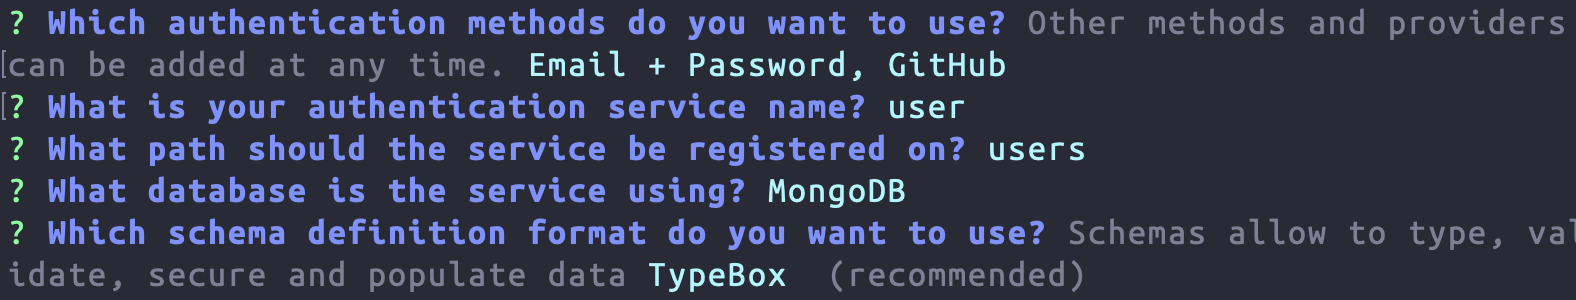 ? Which authentication methods do you want to use? Other methods and providers
can be added at any time. Email + Password, GitHub
? What is your authentication service name? user
? What path should the service be registered on? users
? What database is the service using? MongoDB
? Which schema definition format do you want to use? Schemas allow to type, val
idate, secure and populate data TypeBox  (recommended)